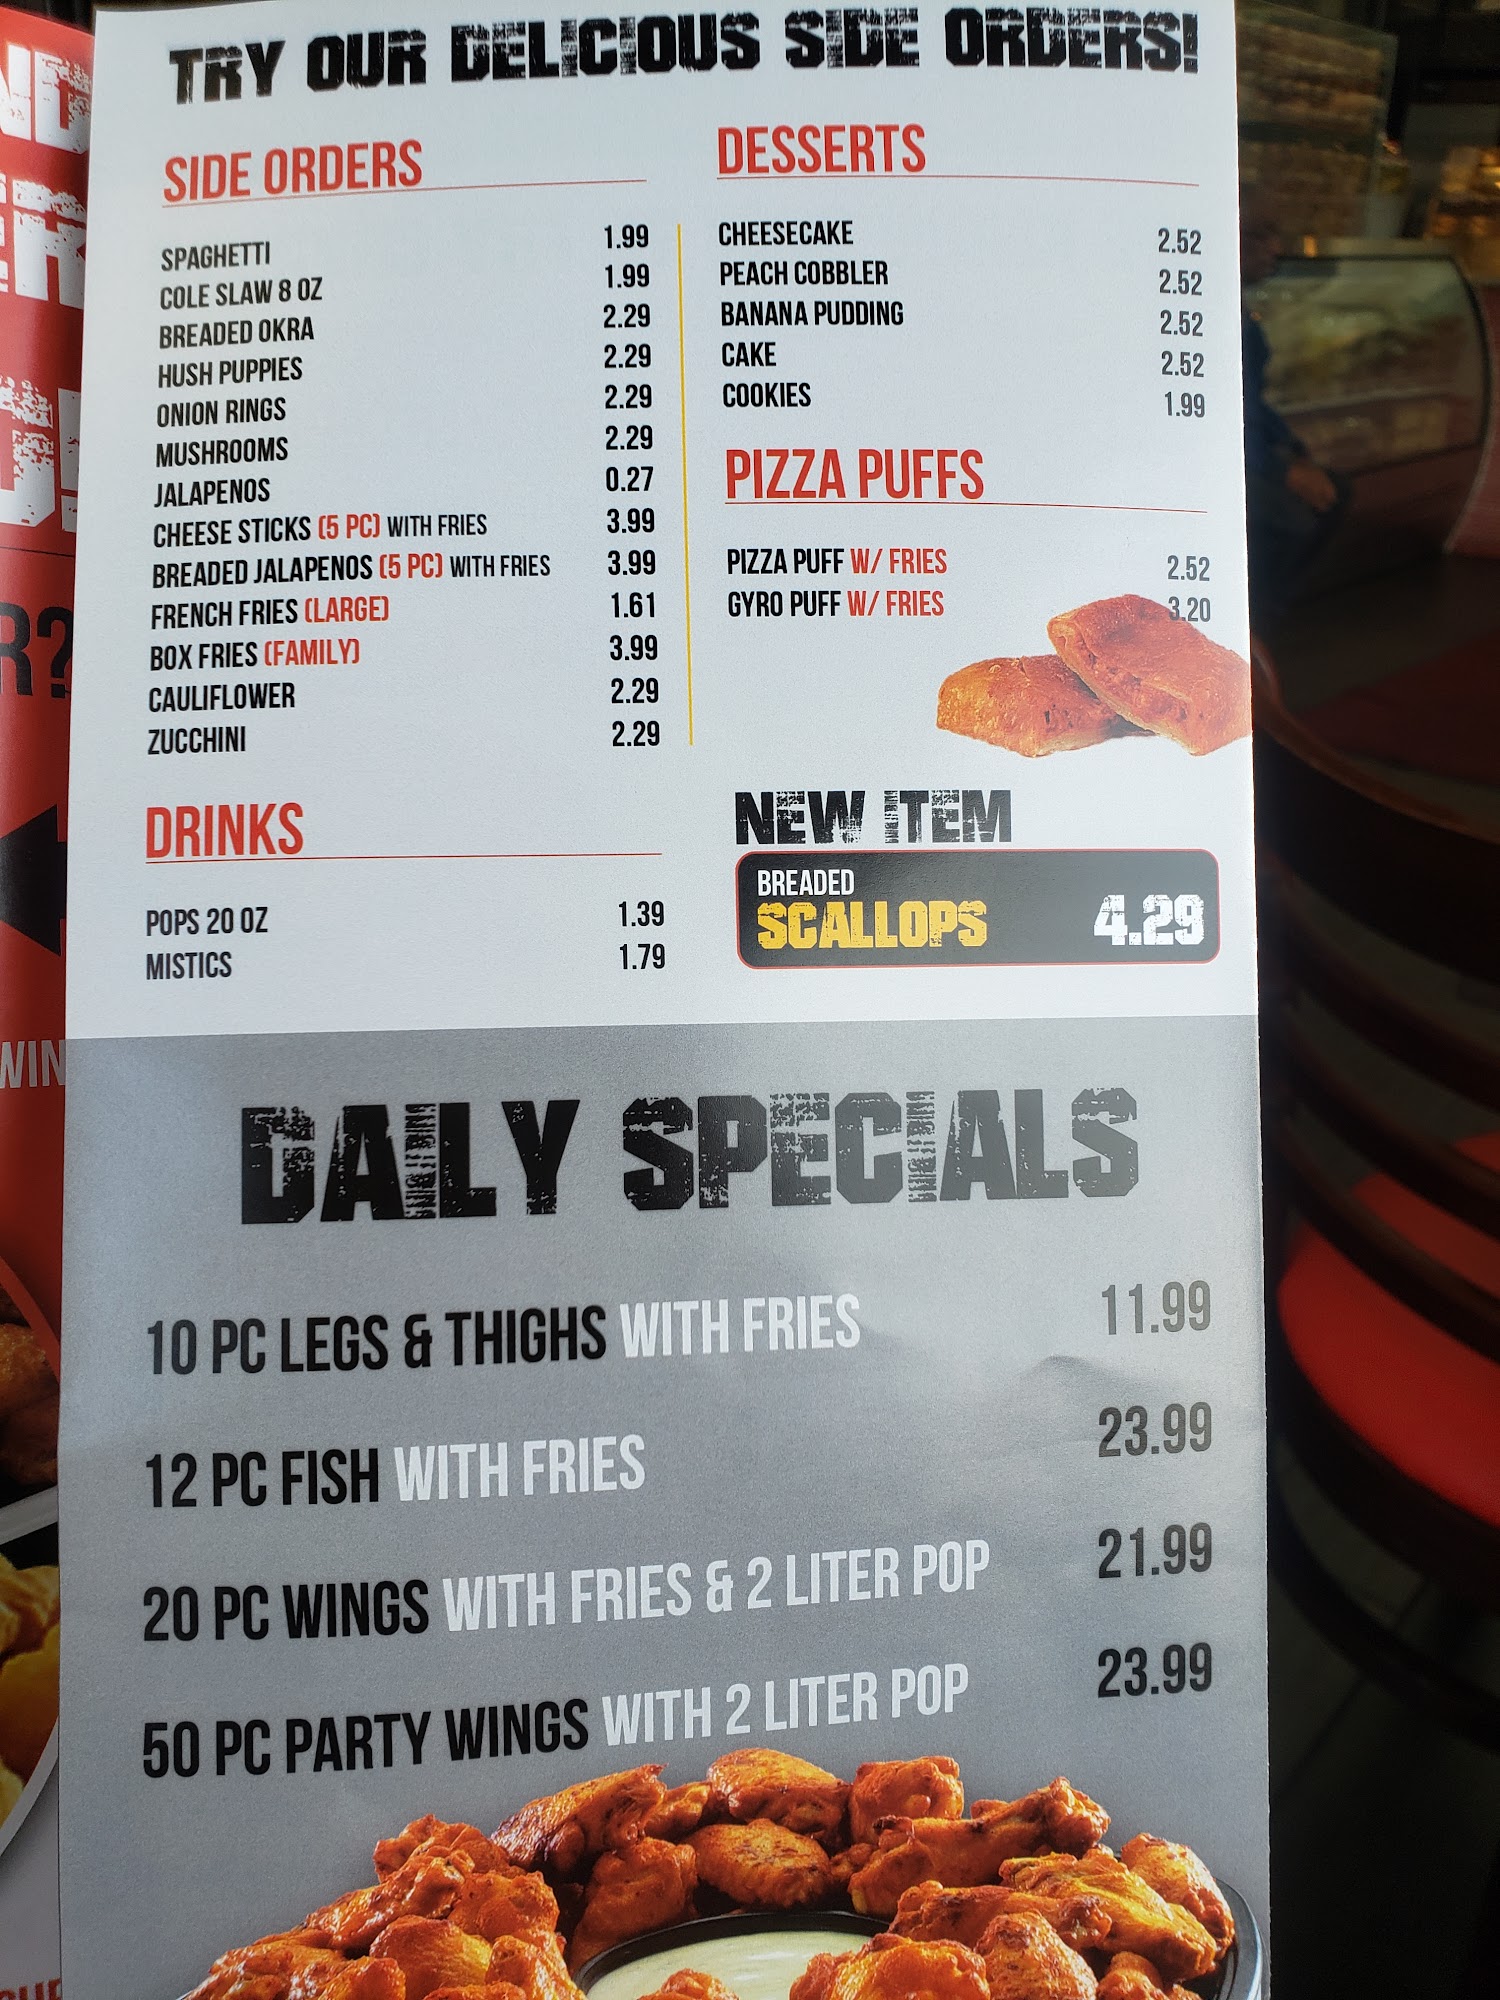 TRY OUR DELCIOUS SIDE ORDERS!
SIDE ORDERS
SPAGHETTI 1.99
COLE SLAW 8 OZ 1.99
BREADED OKRA 2.29
HUSH PUPPIES 2.29
ONION RINGS 2.29
MUSHROOMS 2.29
JALAPENOS 0.27
CHEESE STICKS (5 PC) WITH FRIES 3.99
BREADED JALAPENOS (5 PC) WITH FRIES 3.99
FRENCH FRIES (LARGE) 1.61
BOX FRIES (FAMILY) 3.99
CAULIFLOWER 2.29
ZUCCHINI 2.29
DRINKS
POPS 20 OZ 1.39
MISTICS 1.79
DESSERTS
CHEESECAKE 2.52
PEACH COBBLER 2.52
BANANA PUDDING 2.52
CAKE 2.52
COOKIES 1.99
PIZZA PUFFS
PIZZA PUFF W/ FRIES 2.52
GYRO PUFF W/ FRIES 3.20
NEW ITEM
BREADED
SCALLOPS 4.29
DAILY SPECIALS
10 PC LEGS & THIGHS WITH FRIES 11.99
12 PC FISH WITH FRIES 23.99
20 PC WINGS WITH FRIES & 2 LITER POP 21.99
50 PC PARTY WINGS WITH 2 LITER POP 23.99